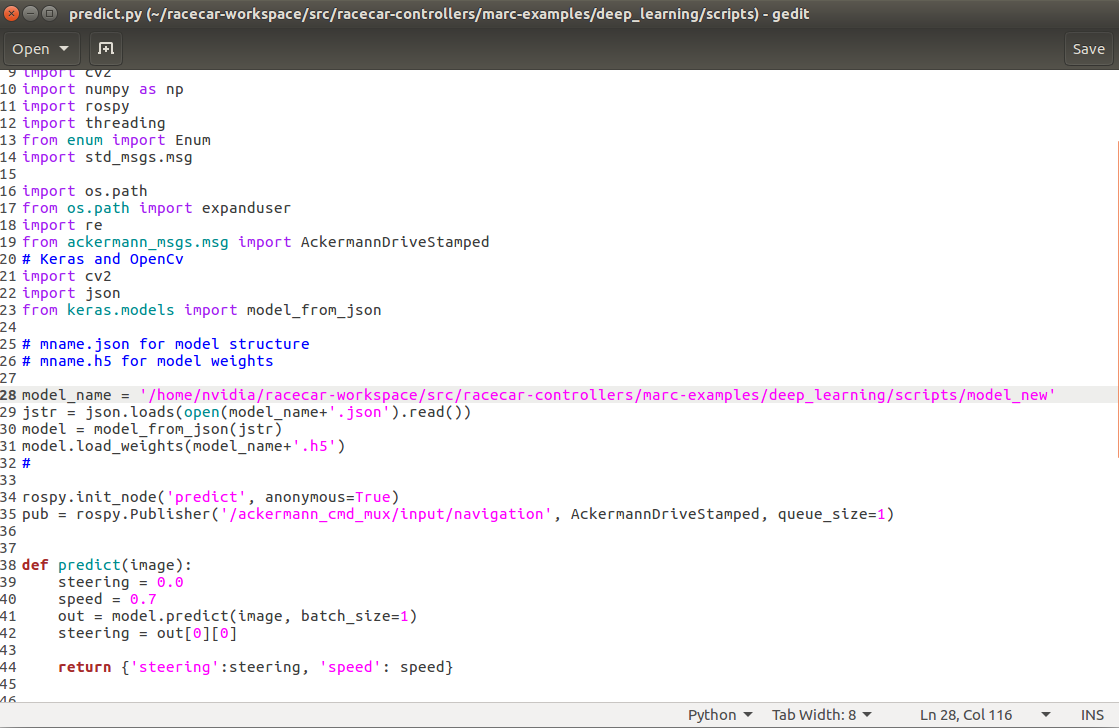 predict.py (~/racecar-workspace/src/racecar-controllers/marc-examples/deep_learning/scripts) - gedit
Open
Save
9 import cv2
10 import numpy as np
11 import rospy
12 import threading
13 from enum import Enum
14 import std_msgs.msg
15
16 import os.path
17 from os.path import expanduser
18 import re
19 from ackermann_msgs.msg import AckermannDriveStamped
20 # Keras and OpenCv
21 import cv2
22 import json
23 from keras.models import model_from_json
24
25 # mname.json for model structure
26 # mname.h5 for model weights
27
28 model_name = '/home/nvidia/racecar-workspace/src/racecar-controllers/marc-examples/deep_learning/scripts/model_new'
29 jstr = json.loads(open(model_name+'.json').read())
30 model = model_from_json(jstr)
31 model.load_weights(model_name+'.h5')
32 #
33
34 rospy.init_node('predict', anonymous=True)
35 pub = rospy.Publisher('/ackermann_cmd_mux/input/navigation', AckermannDriveStamped, queue_size=1)
36
37
38 def predict(image):
39     steering = 0.0
40     speed = 0.7
41     out = model.predict(image, batch_size=1)
42     steering = out[0][0]
43
44     return {'steering':steering, 'speed': speed}
45
46
Python Tab Width: 8 Ln 28, Col 116 INS